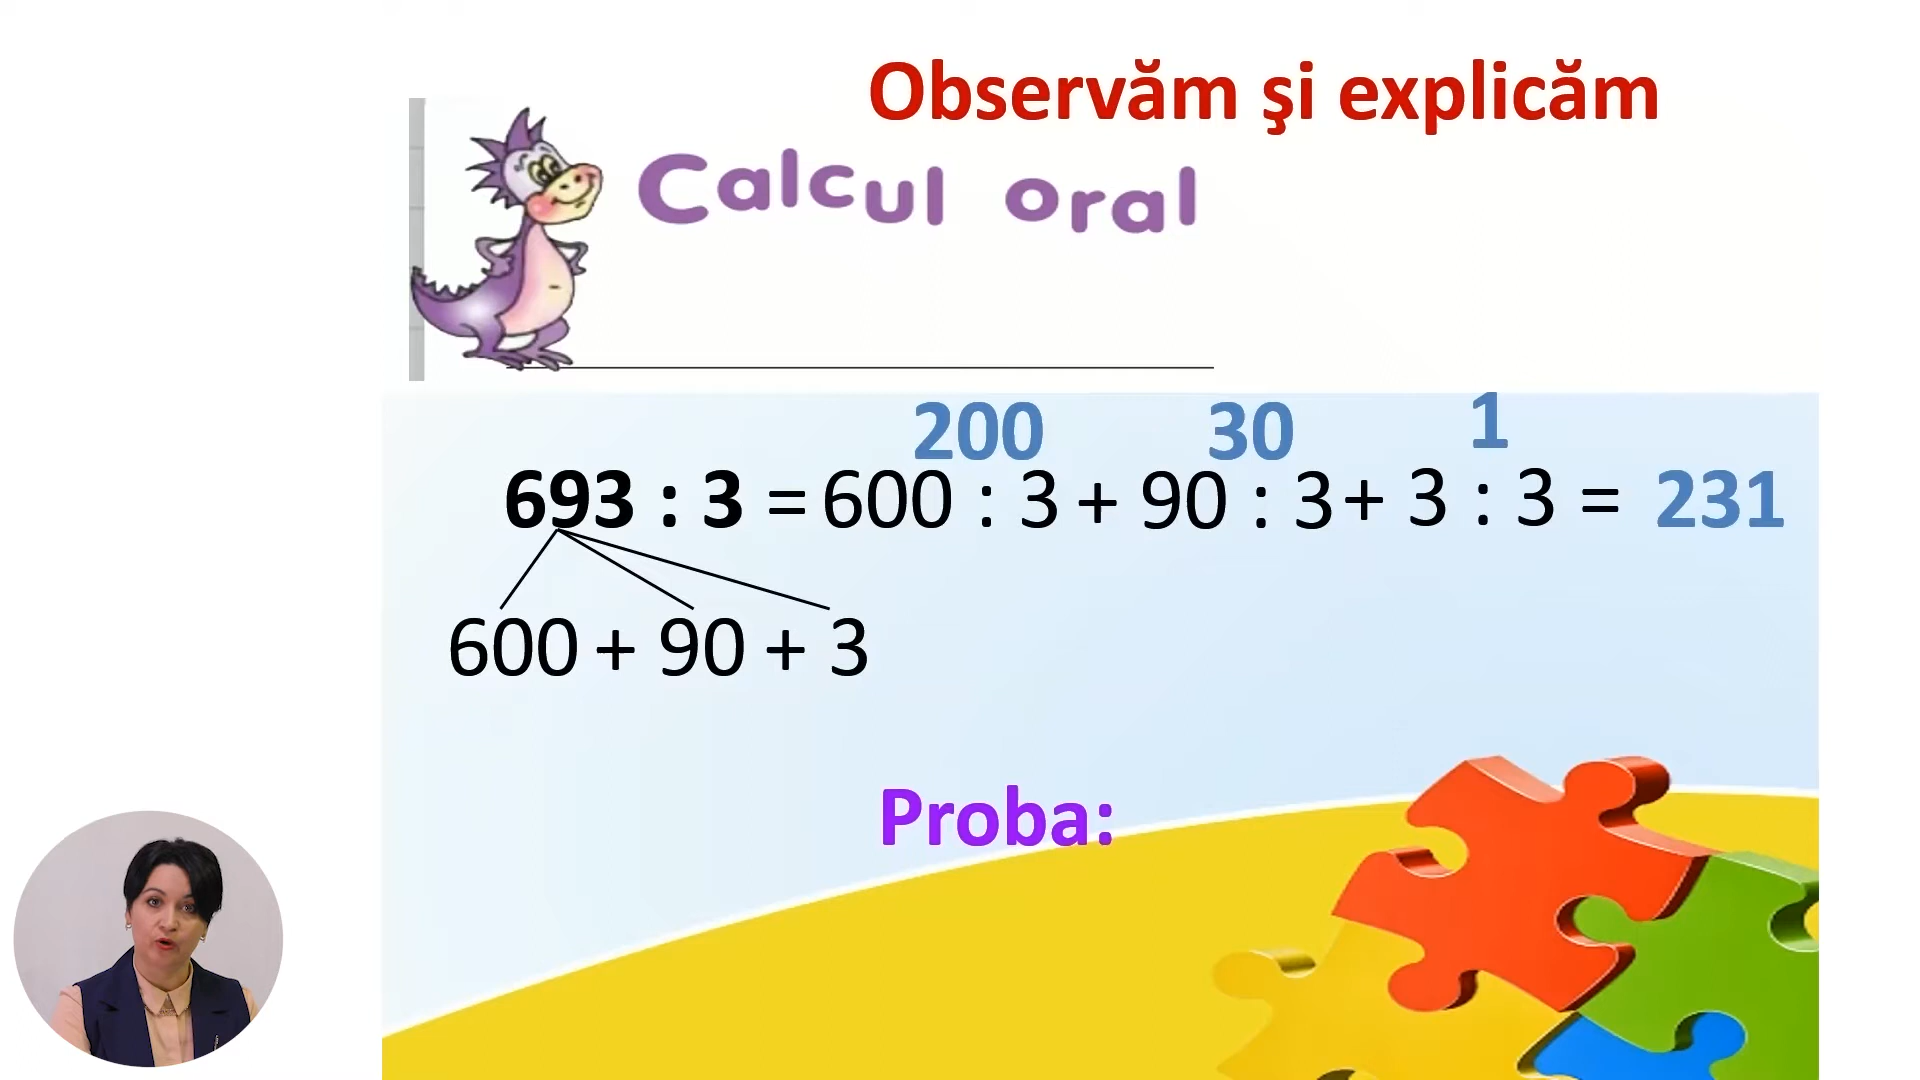 Observăm şi explicăm
Calcul oral
200 30 1
693 : 3 = 600 : 3 + 90 : 3 + 3 : 3 = 231
600 + 90 + 3
Proba: